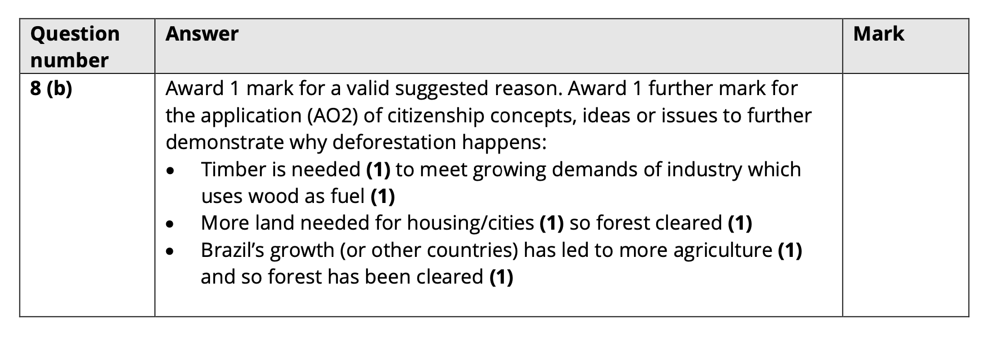 Question number
Answer
Mark
8 (b)
Award 1 mark for a valid suggested reason. Award 1 further mark for
the application (AO2) of citizenship concepts, ideas or issues to further
demonstrate why deforestation happens:
• Timber is needed (1) to meet growing demands of industry which
uses wood as fuel (1)
• More land needed for housing/cities (1) so forest cleared (1)
• Brazil’s growth (or other countries) has led to more agriculture (1)
and so forest has been cleared (1)